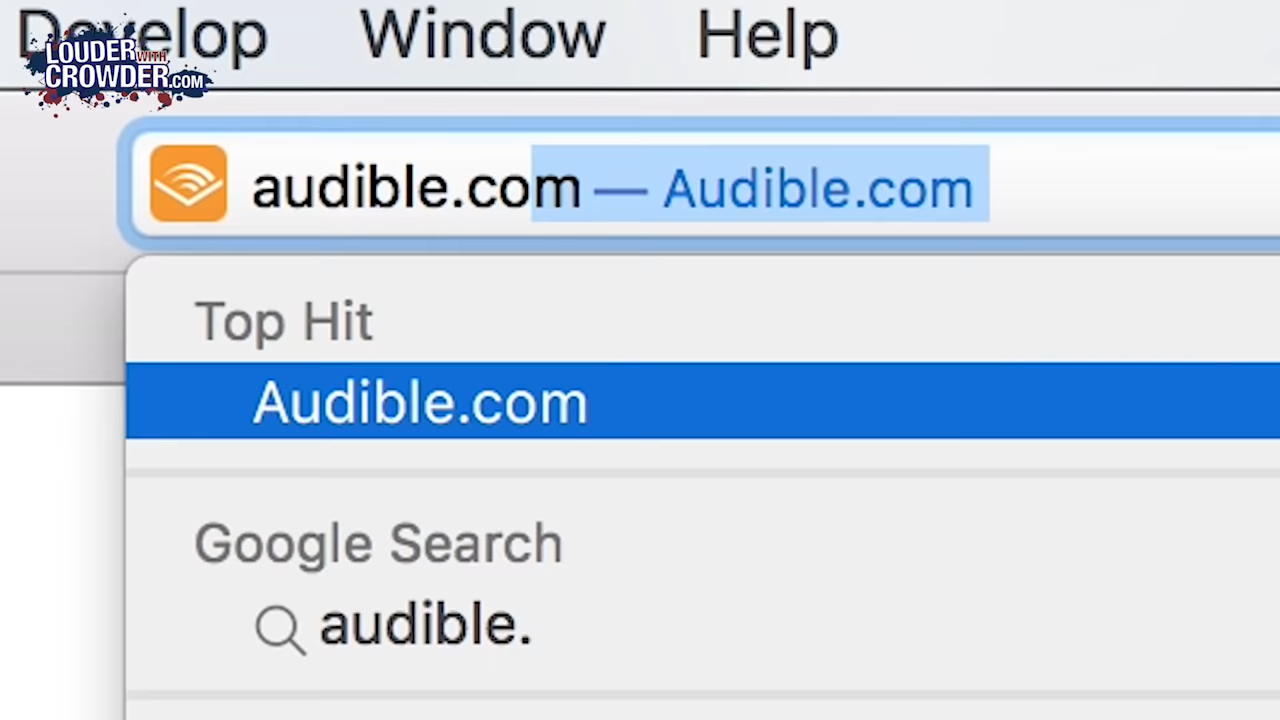 Develop Window Help
LOUDER WITH
CROWDER.COM
audible.com — Audible.com
Top Hit
Audible.com
Google Search
audible.